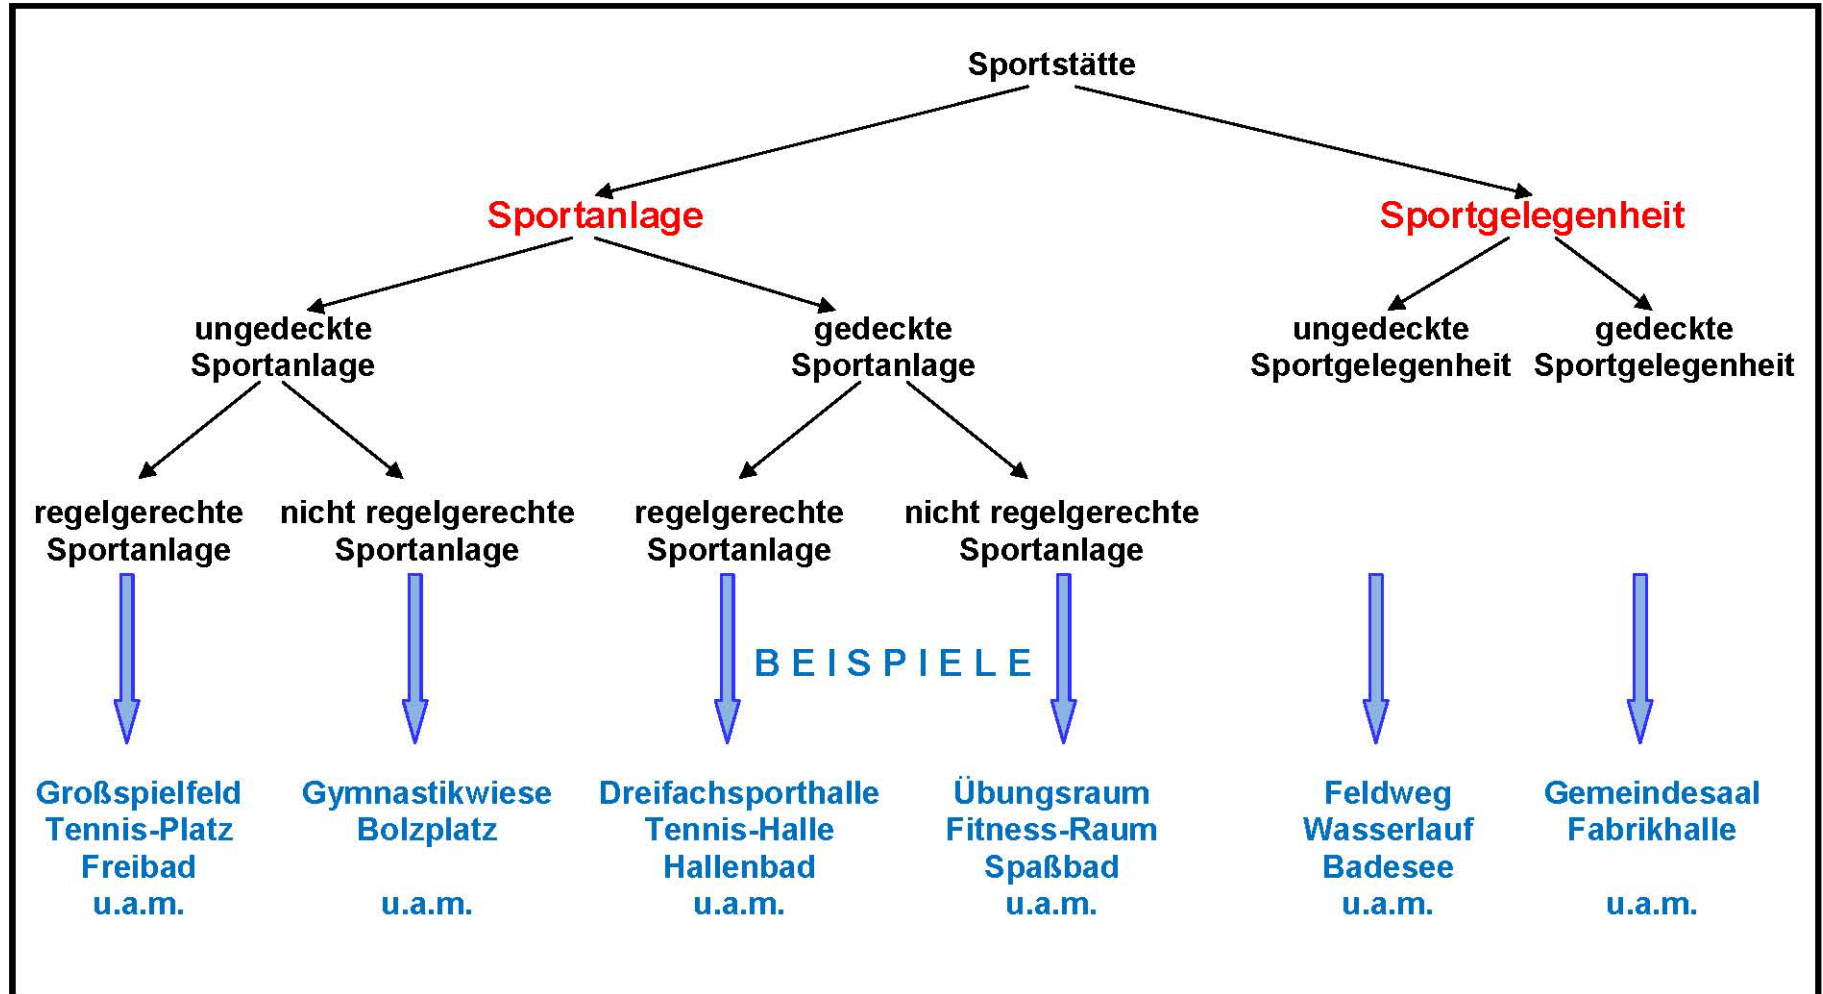 Sportstätte
Sportanlage
Sportgelegenheit
ungedeckte
Sportanlage
gedeckte
Sportanlage
ungedeckte
Sportgelegenheit
gedeckte
Sportgelegenheit
regelgerechte
Sportanlage
nicht regelgerechte
Sportanlage
regelgerechte
Sportanlage
nicht regelgerechte
Sportanlage
BEISPIELE
Großspielfeld
Tennis-Platz
Freibad
u.a.m.
Gymnastikwiese
Bolzplatz
u.a.m.
Dreifachsporthalle
Tennis-Halle
Hallenbad
u.a.m.
Übungsraum
Fitness-Raum
Spaßbad
u.a.m.
Feldweg
Wasserlauf
Badesee
u.a.m.
Gemeindesaal
Fabrikhalle
u.a.m.